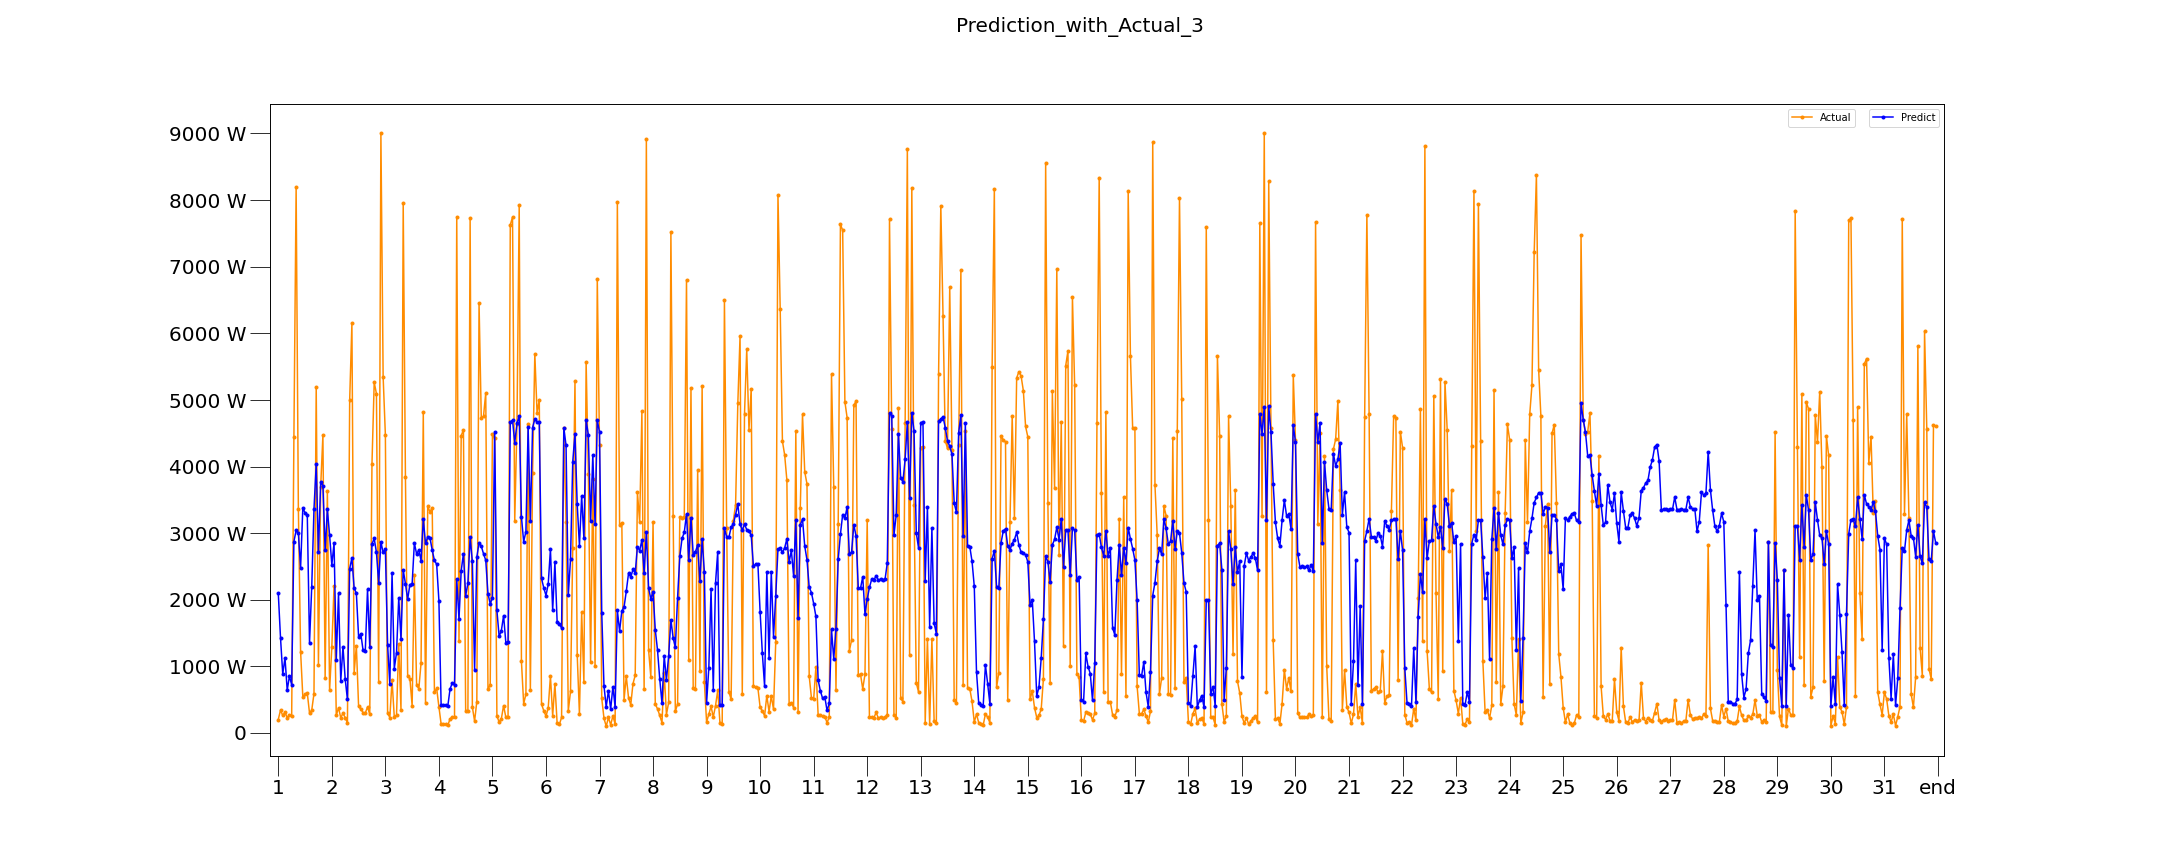 Prediction_with_Actual_3
Actual Predict
9000 W
8000 W
7000 W
6000 W
5000 W
4000 W
3000 W
2000 W
1000 W
0
1 2 3 4 5 6 7 8 9 10 11 12 13 14 15 16 17 18 19 20 21 22 23 24 25 26 27 28 29 30 31 end